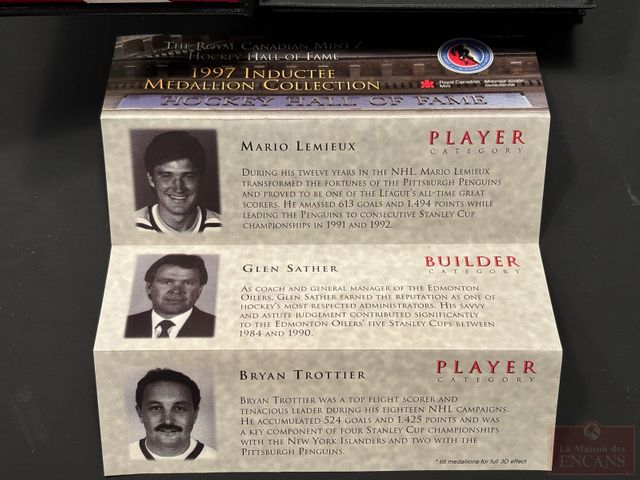 The Royal Canadian Mint /
Hockey Hall of Fame
1997 Inductee
Medallion Collection
Royal Canadian Mint
Monnaie royale canadienne
HOCKEY HALL OF FAME
Mario Lemieux
PLAYER
CATEGORY
During his twelve years in the NHL, Mario Lemieux
transformed the fortunes of the Pittsburgh Penguins
and proved to be one of the League's all-time great
scorers. He amassed 613 goals and 1,494 points while
leading the Penguins to consecutive Stanley Cup
championships in 1991 and 1992.
Glen Sather
BUILDER
CATEGORY
As coach and general manager of the Edmonton
Oilers, Glen Sather earned the reputation as one of
hockey's most respected administrators. His savvy
and astute judgement contributed significantly
to the Edmonton Oilers' five Stanley Cups between
1984 and 1990.
Bryan Trottier
PLAYER
CATEGORY
Bryan Trottier was a top flight scorer and
tenacious leader during his eighteen NHL campaigns.
He accumulated 524 goals and 1,425 points and was
a key component of four Stanley Cup championships
with the New York Islanders and two with the
Pittsburgh Penguins.
* tilt medallions for full 3D effect
La Maison des
ENCANS